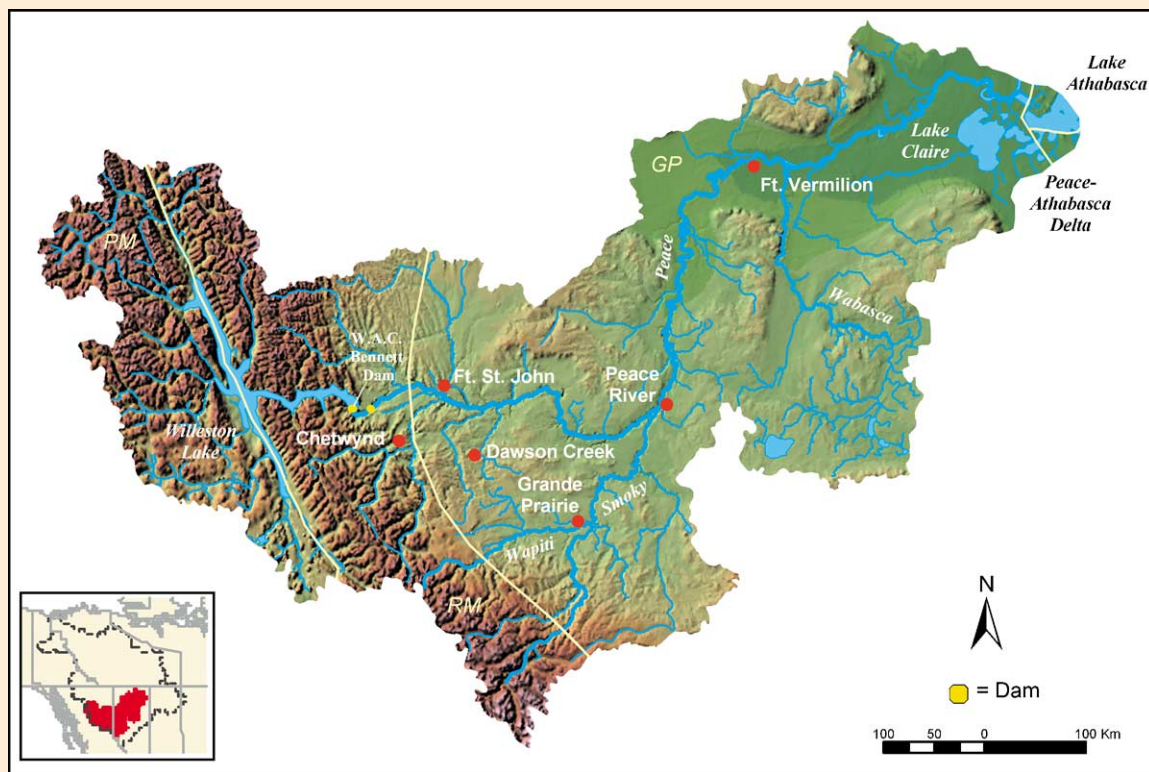 Lake
Athabasca
Lake
Claire
GP
Ft. Vermilion
Peace-
Athabasca
Delta
PM
Peace
Wabasca
W.A.C.
Bennett
Dam
Ft. St. John
Peace
River
Willeston
Lake
Chetwynd
Dawson Creek
Grande
Prairie
Smoky
Wapiti
RM
N
= Dam
100 50 0 100 Km